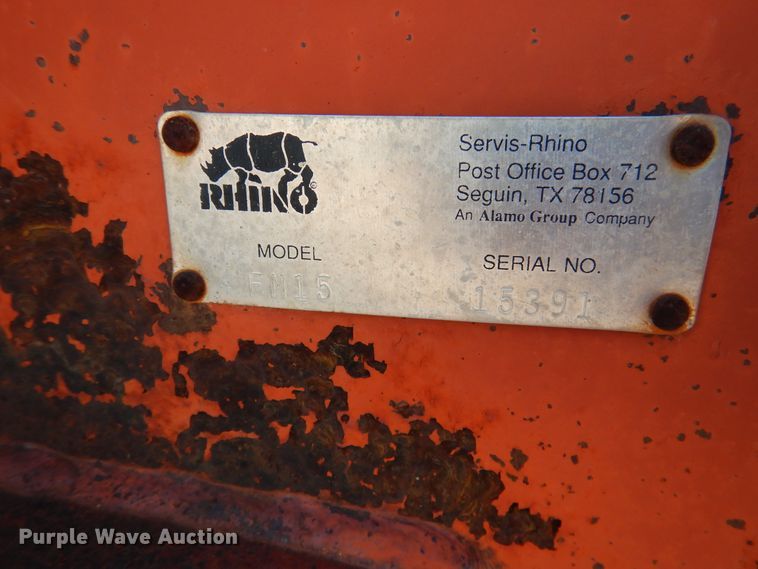 RHINO©
Servis-Rhino
Post Office Box 712
Seguin, TX 78156
An Alamo Group Company
MODEL
FM15
SERIAL NO.
15391
Purple Wave Auction®